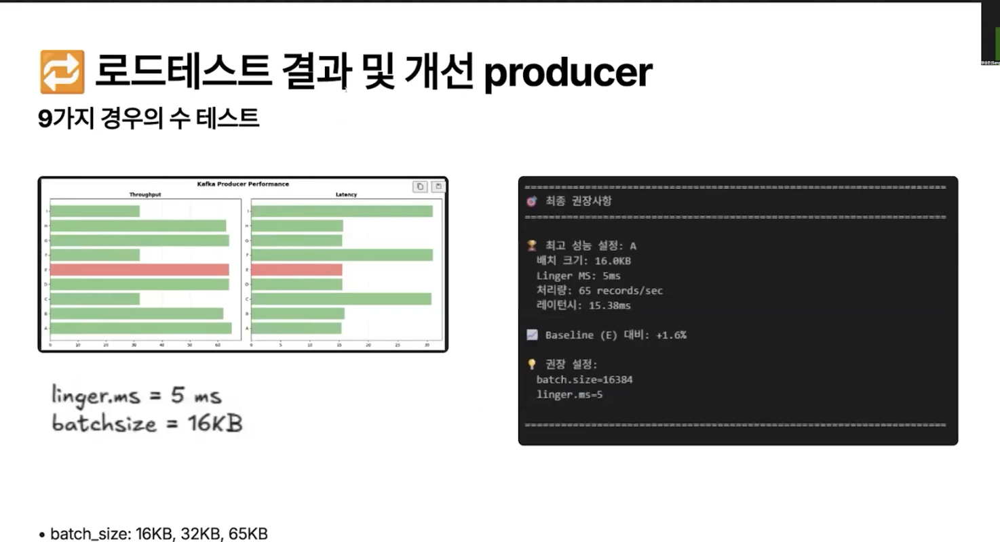 🔁 로드테스트 결과 및 개선 producer
9가지 경우의 수 테스트
Kafka Producer Performance
Throughput
Latency
I
H
G
F
E
D
C
B
A
0 10 20 30 40 50 60
I
H
G
F
E
D
C
B
A
0 5 10 15 20 25 30
linger.ms = 5 ms
batchsize = 16KB
======================================================================
🎯 최종 권장사항
======================================================================
🏆 최고 성능 설정: A
배치 크기: 16.0KB
Linger MS: 5ms
처리량: 65 records/sec
레이턴시: 15.38ms
📈 Baseline (E) 대비: +1.6%
💡 권장 설정:
batch.size=16384
linger.ms=5
======================================================================
• batch_size: 16KB, 32KB, 65KB